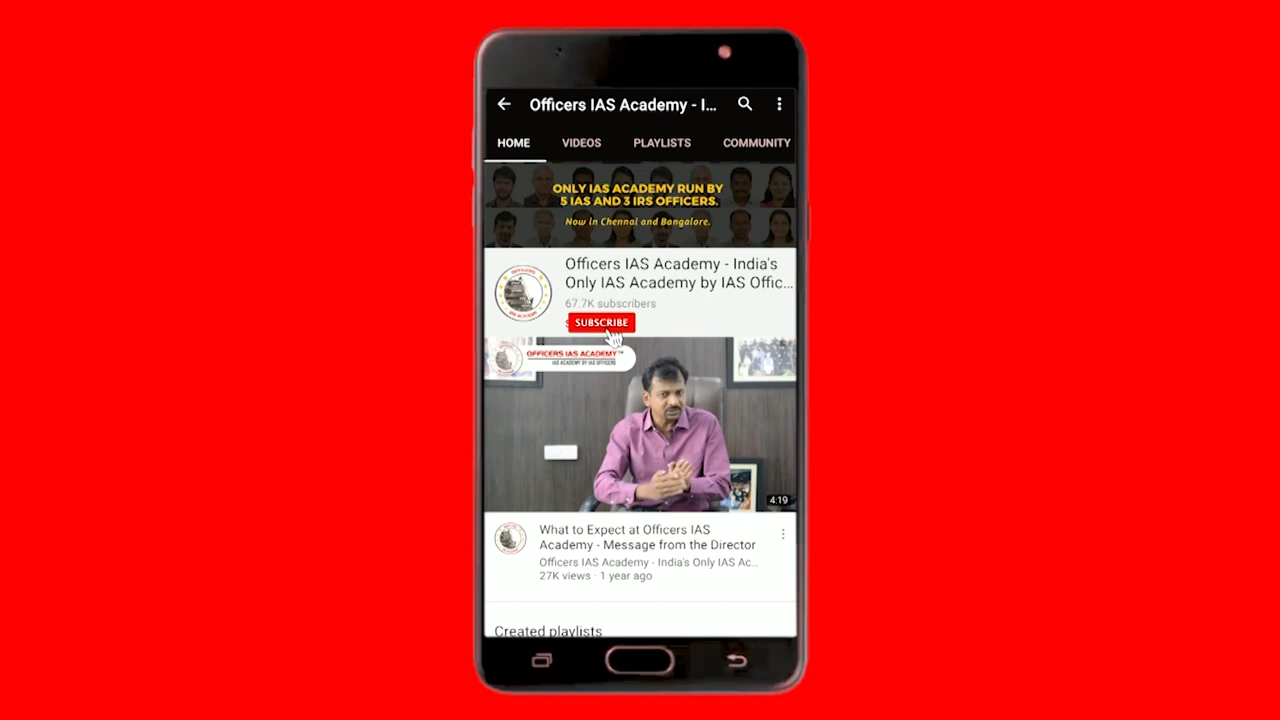 Officers IAS Academy - I...
HOME VIDEOS PLAYLISTS COMMUNITY
ONLY IAS ACADEMY RUN BY
5 IAS AND 3 IRS OFFICERS.
Now in Chennai and Bangalore.
Officers IAS Academy - India's
Only IAS Academy by IAS Offic...
67.7K subscribers
SUBSCRIBE
OFFICERS IAS ACADEMY™
IAS ACADEMY BY IAS OFFICERS
4:19
What to Expect at Officers IAS
Academy - Message from the Director
Officers IAS Academy - India's Only IAS Ac...
27K views · 1 year ago
Created playlists